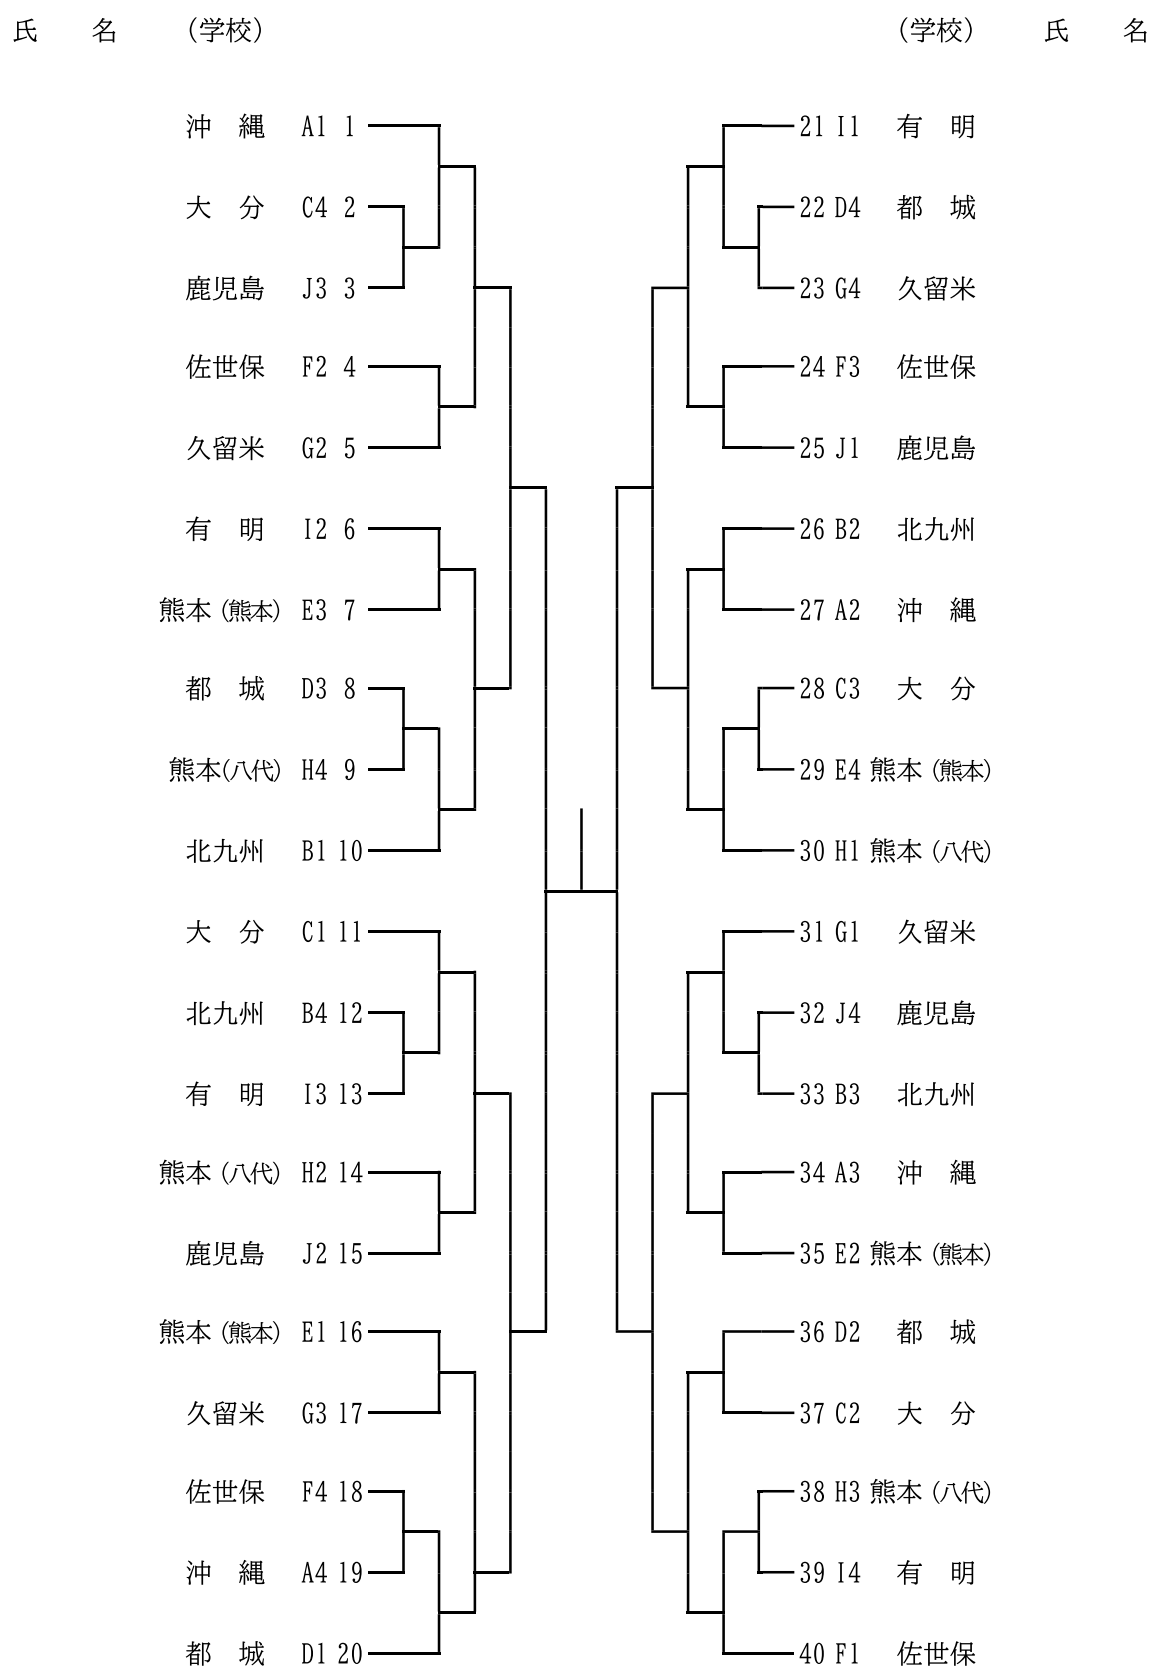 氏　名　（学校）　（学校）　氏　名
沖　縄 A1 1　21 I1 有　明
大　分 C4 2　22 D4 都　城
鹿児島 J3 3　23 G4 久留米
佐世保 F2 4　24 F3 佐世保
久留米 G2 5　25 J1 鹿児島
有　明 I2 6　26 B2 北九州
熊本（熊本） E3 7　27 A2 沖　縄
都　城 D3 8　28 C3 大　分
熊本（八代） H4 9　29 E4 熊本（熊本）
北九州 B1 10　30 H1 熊本（八代）
大　分 C1 11　31 G1 久留米
北九州 B4 12　32 J4 鹿児島
有　明 I3 13　33 B3 北九州
熊本（八代） H2 14　34 A3 沖　縄
鹿児島 J2 15　35 E2 熊本（熊本）
熊本（熊本） E1 16　36 D2 都　城
久留米 G3 17　37 C2 大　分
佐世保 F4 18　38 H3 熊本（八代）
沖　縄 A4 19　39 I4 有　明
都　城 D1 20　40 F1 佐世保